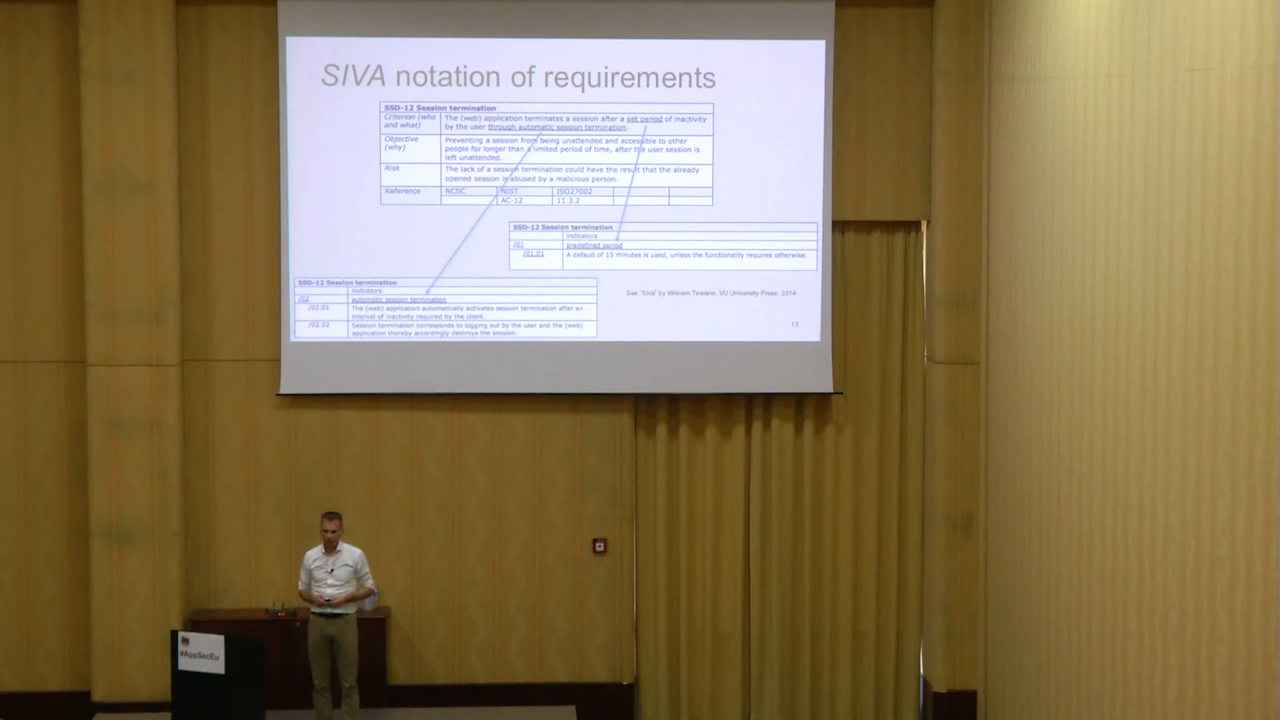 SIVA notation of requirements
SSD-12 Session termination
Criterion (who and what)
The (web) application terminates a session after a set period of inactivity
by the user through automatic session termination.
Objective (why)
Preventing a session from being unattended and accessible to other
people for longer than a limited period of time, after the user session is
left unattended.
Risk
The lack of a session termination could have the result that the already
opened session is abused by a malicious person.
Reference NCSC NIST ISO27002
AC-12 11.3.2
SSD-12 Session termination
indicators
/01 predefined period
/01.01 A default of 15 minutes is used, unless the functionality requires otherwise.
SSD-12 Session termination
indicators
/02 automatic session termination
/02.01 The (web) application automatically activates session termination after an
interval of inactivity required by the client.
/02.02 Session termination corresponds to logging out by the user and the (web)
application thereby accordingly destroys the session.
See "Siva" by Wikram Tewarie, VU University Press, 2014
13
#AppSecEu